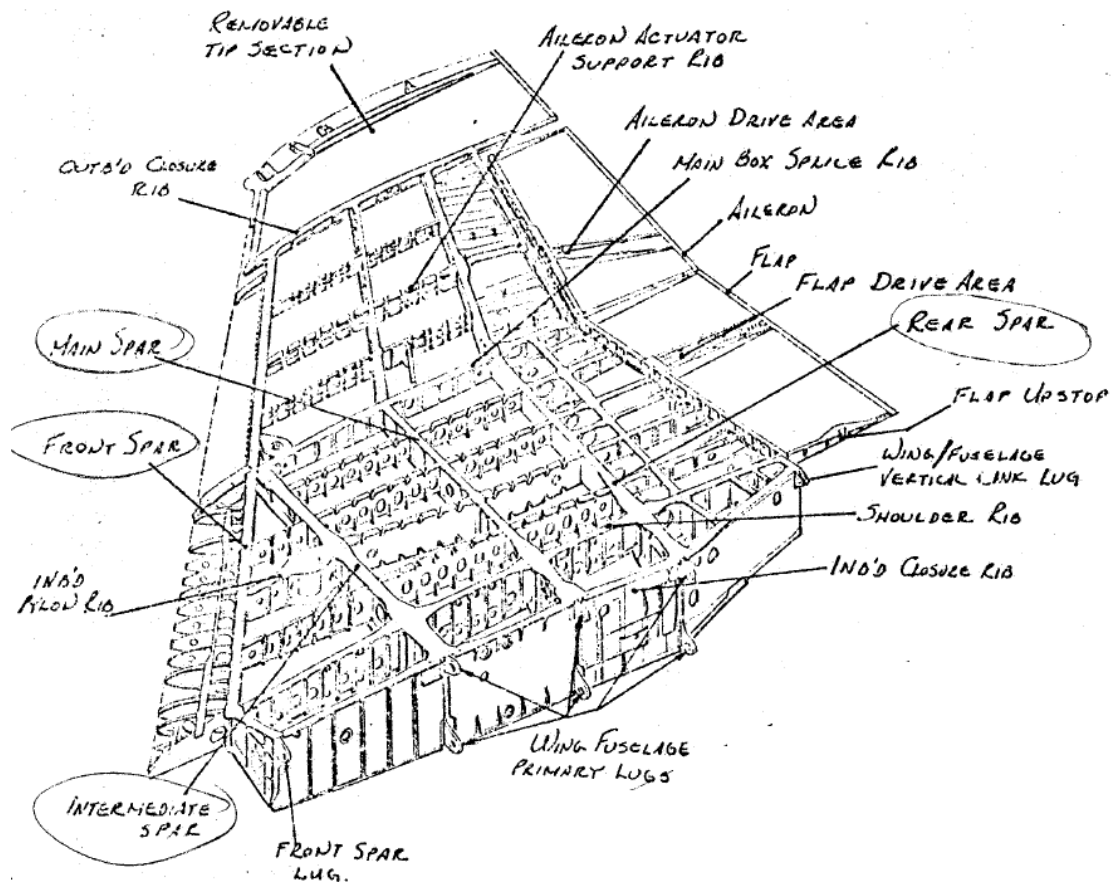 REMOVABLE
TIP SECTION
AILERON ACTUATOR
SUPPORT RIB
AILERON DRIVE AREA
MAIN BOX SPLICE RIB
OUTB'D CLOSURE
RIB
AILERON
FLAP
FLAP DRIVE AREA
REAR SPAR
MAIN SPAR
FLAP UPSTOP
FRONT SPAR
WING/FUSELAGE
VERTICAL LINK LUG
SHOULDER RIB
INB'D
PYLON RIB
INB'D CLOSURE RIB
WING FUSELAGE
PRIMARY LUGS
INTERMEDIATE
SPAR
FRONT SPAR
LUG.